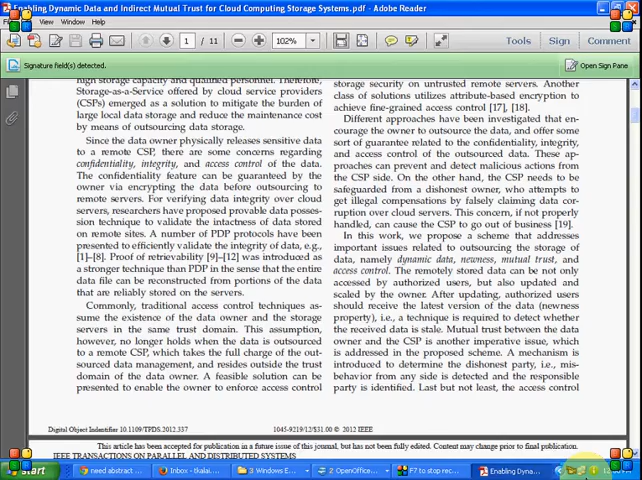 Enabling Dynamic Data and Indirect Mutual Trust for Cloud Computing Storage Systems.pdf - Adobe Reader
View Window Help
1 / 11 102% Tools Sign Comment
Signature field(s) detected. Open Sign Pane
high storage capacity and qualified personnel. Therefore,
Storage-as-a-Service offered by cloud service providers
(CSPs) emerged as a solution to mitigate the burden of
large local data storage and reduce the maintenance cost
by means of outsourcing data storage.
Since the data owner physically releases sensitive data
to a remote CSP, there are some concerns regarding
confidentiality, integrity, and access control of the data.
The confidentiality feature can be guaranteed by the
owner via encrypting the data before outsourcing to
remote servers. For verifying data integrity over cloud
servers, researchers have proposed provable data posses-
sion technique to validate the intactness of data stored
on remote sites. A number of PDP protocols have been
presented to efficiently validate the integrity of data, e.g.,
[1]–[8]. Proof of retrievability [9]–[12] was introduced as
a stronger technique than PDP in the sense that the entire
data file can be reconstructed from portions of the data
that are reliably stored on the servers.
Commonly, traditional access control techniques as-
sume the existence of the data owner and the storage
servers in the same trust domain. This assumption,
however, no longer holds when the data is outsourced
to a remote CSP, which takes the full charge of the out-
sourced data management, and resides outside the trust
domain of the data owner. A feasible solution can be
presented to enable the owner to enforce access control
storage security on untrusted remote servers. Another
class of solutions utilizes attribute-based encryption to
achieve fine-grained access control [17], [18].
Different approaches have been investigated that en-
courage the owner to outsource the data, and offer some
sort of guarantee related to the confidentiality, integrity,
and access control of the outsourced data. These ap-
proaches can prevent and detect malicious actions from
the CSP side. On the other hand, the CSP needs to be
safeguarded from a dishonest owner, who attempts to
get illegal compensations by falsely claiming data cor-
ruption over cloud servers. This concern, if not properly
handled, can cause the CSP to go out of business [19].
In this work, we propose a scheme that addresses
important issues related to outsourcing the storage of
data, namely dynamic data, newness, mutual trust, and
access control. The remotely stored data can be not only
accessed by authorized users, but also updated and
scaled by the owner. After updating, authorized users
should receive the latest version of the data (newness
property), i.e., a technique is required to detect whether
the received data is stale. Mutual trust between the data
owner and the CSP is another imperative issue, which
is addressed in the proposed scheme. A mechanism is
introduced to determine the dishonest party, i.e., mis-
behavior from any side is detected and the responsible
party is identified. Last but not least, the access control
Digital Object Indentifier 10.1109/TPDS.2012.337 1045-9219/12/$31.00 © 2012 IEEE
This article has been accepted for publication in a future issue of this journal, but has not been fully edited. Content may change prior to final publication.
IEEE TRANSACTIONS ON PARALLEL AND DISTRIBUTED SYSTEMS
start need abstract ... Inbox - tkalai... 3 Windows E... 2 OpenOffice... F7 to stop rec... Enabling Dyna...